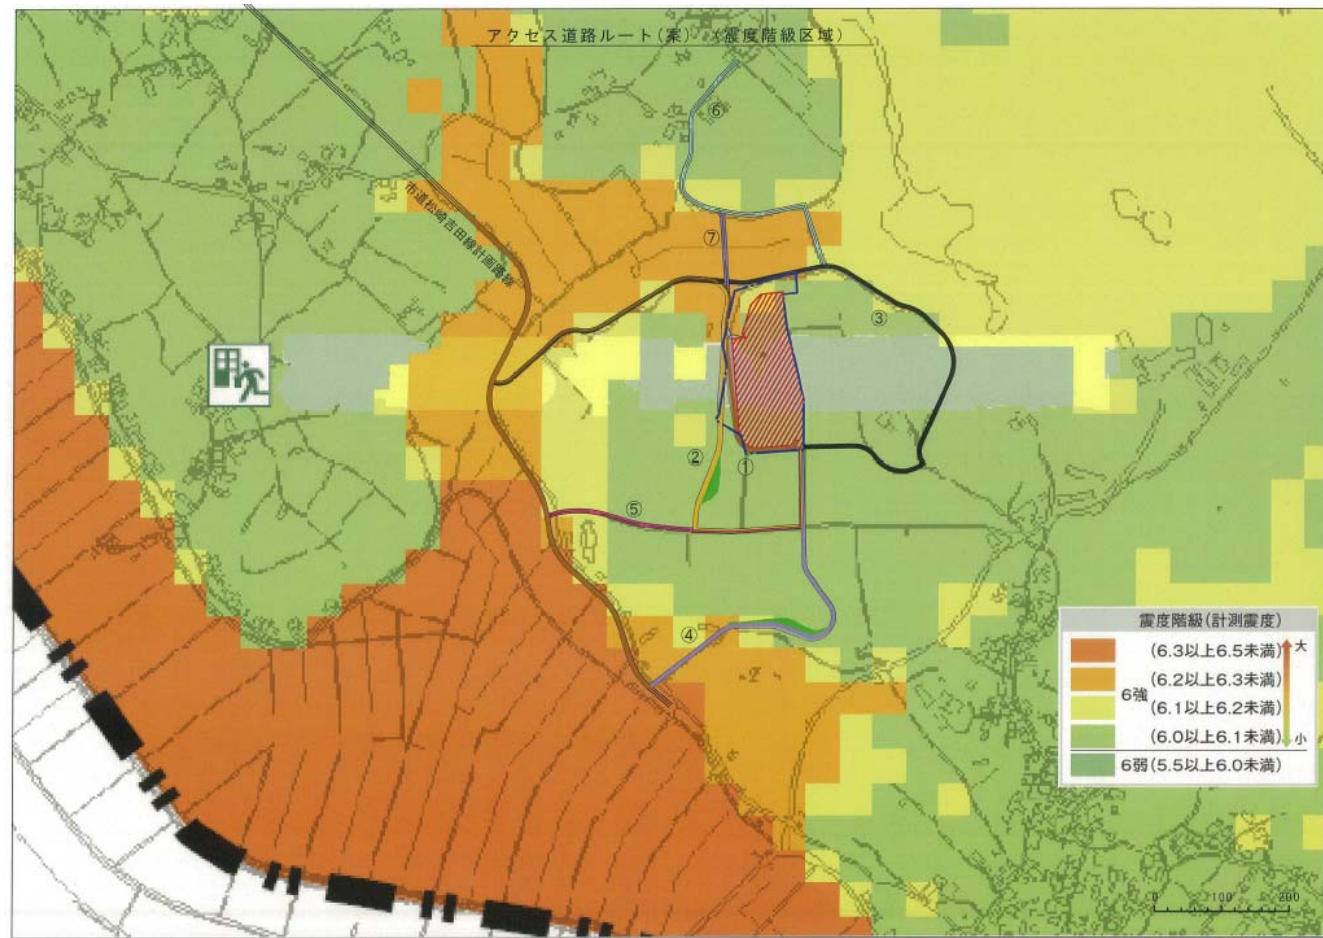 アクセス道路ルート(案) (震度階級区域)
⑥
市道松崎吉田線計画路線
⑦
③
②
①
⑤
④
震度階級(計測震度)
(6.3以上6.5未満)
大
(6.2以上6.3未満)
6強
(6.1以上6.2未満)
(6.0以上6.1未満)
小
6弱(5.5以上6.0未満)
0 100 200